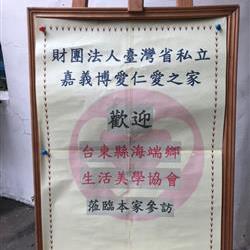 財團法人臺灣省私立
嘉義博愛仁愛之家
歡迎
台東縣海端鄉
生活美學協會
蒞臨本家參訪